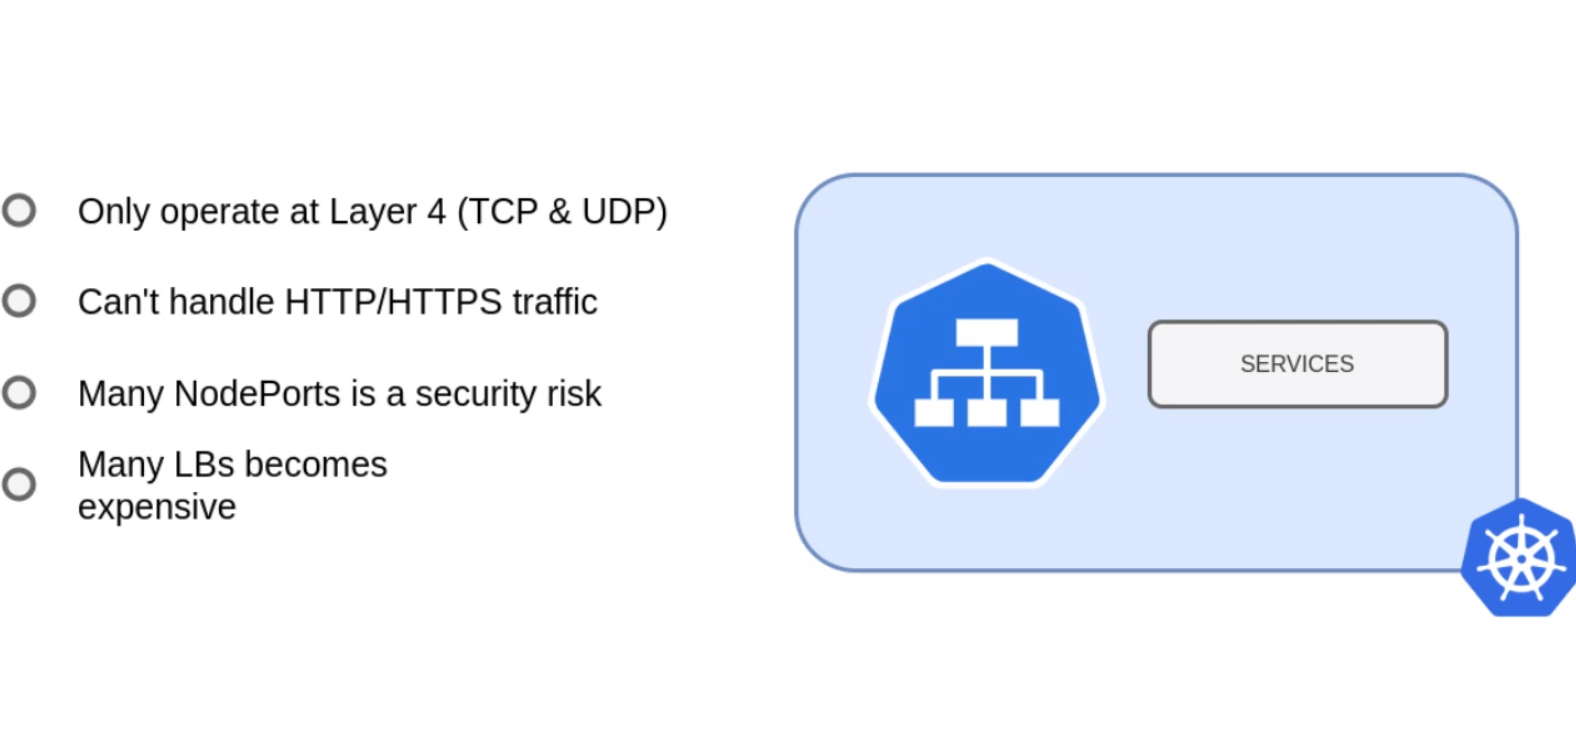 Only operate at Layer 4 (TCP & UDP)
Can't handle HTTP/HTTPS traffic
Many NodePorts is a security risk
Many LBs becomes
expensive
SERVICES